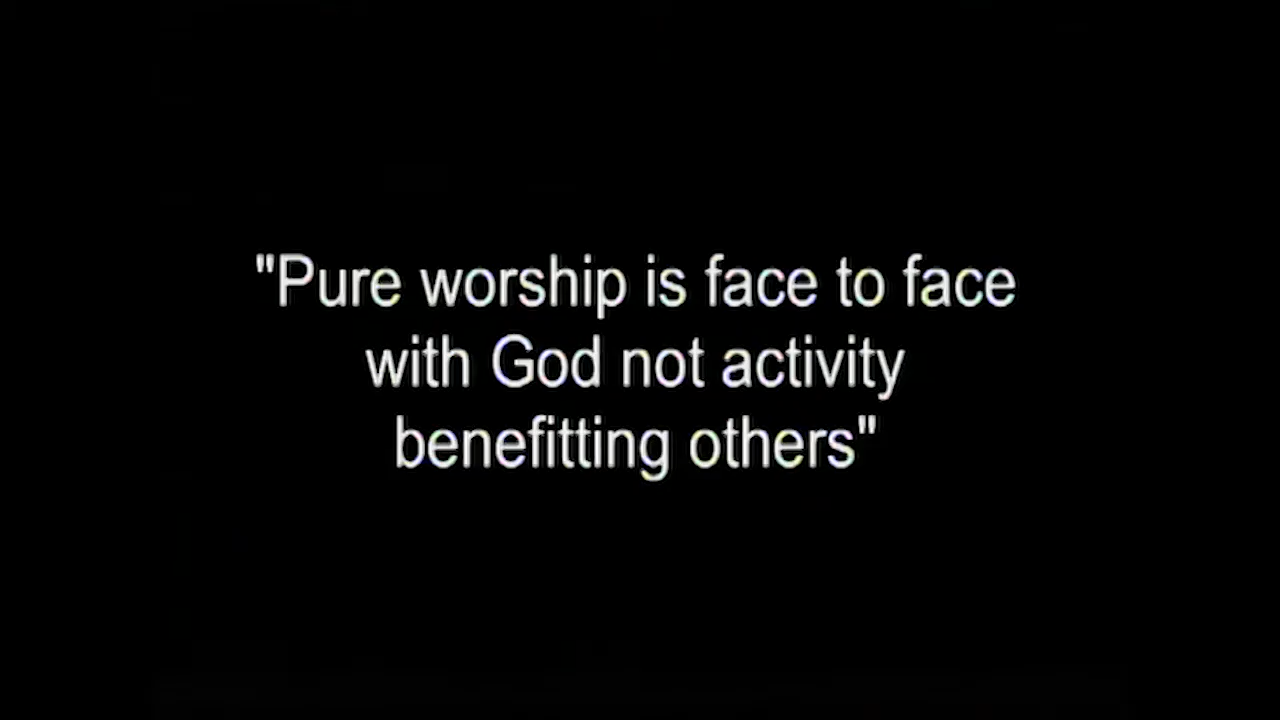 "Pure worship is face to face
with God not activity
benefitting others"